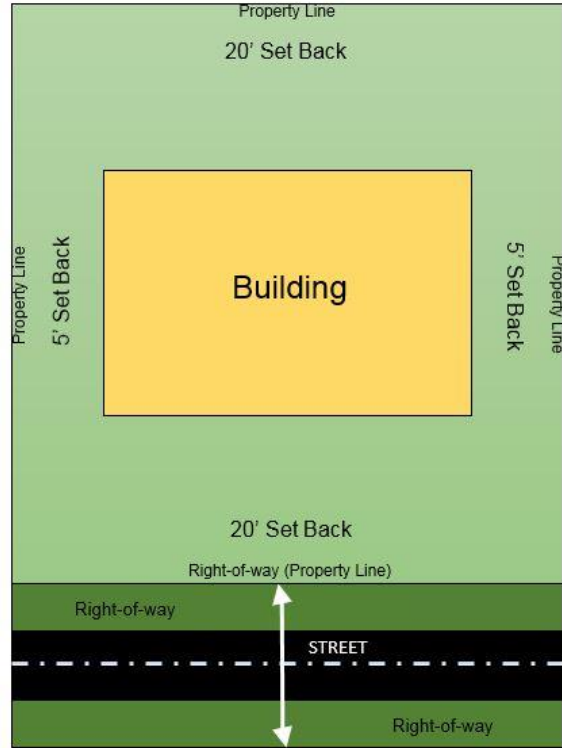 Property Line
20' Set Back
Property Line
5' Set Back
Building
5' Set Back
Property Line
20' Set Back
Right-of-way (Property Line)
Right-of-way
STREET
Right-of-way